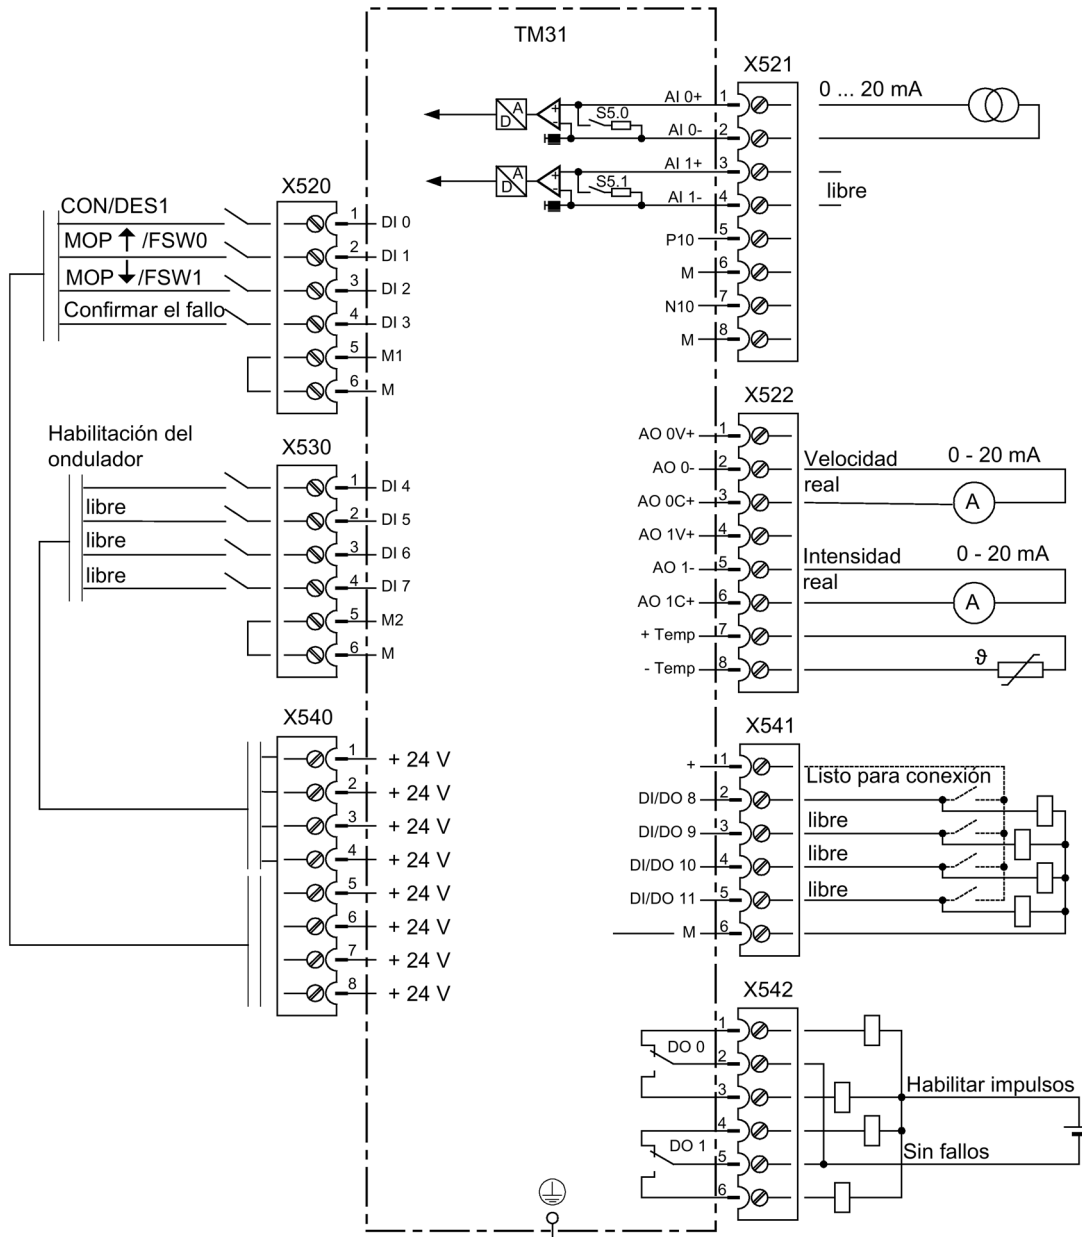 TM31
X520
CON/DES1
1 DI 0
MOP /FSW0
2 DI 1
MOP /FSW1
3 DI 2
Confirmar el fallo
4 DI 3
5 M1
6 M
Habilitación del
ondulador
X530
1 DI 4
libre
2 DI 5
libre
3 DI 6
libre
4 DI 7
5 M2
6 M
X540
1 + 24 V
2 + 24 V
3 + 24 V
4 + 24 V
5 + 24 V
6 + 24 V
7 + 24 V
8 + 24 V
X521
A
D
+
-
S5.0
AI 0+ 1
0 ... 20 mA
AI 0- 2
A
D
+
-
S5.1
AI 1+ 3
libre
AI 1- 4
P10 5
M 6
N10 7
M 8
X522
AO 0V+ 1
AO 0- 2
Velocidad
real
0 - 20 mA
AO 0C+ 3
A
AO 1V+ 4
AO 1- 5
Intensidad
real
0 - 20 mA
AO 1C+ 6
A
+ Temp 7
- Temp 8
ϑ
X541
+ 1
Listo para conexión
DI/DO 8 2
libre
DI/DO 9 3
libre
DI/DO 10 4
libre
DI/DO 11 5
M 6
X542
1
DO 0
2
3
Habilitar impulsos
4
DO 1
5
Sin fallos
6